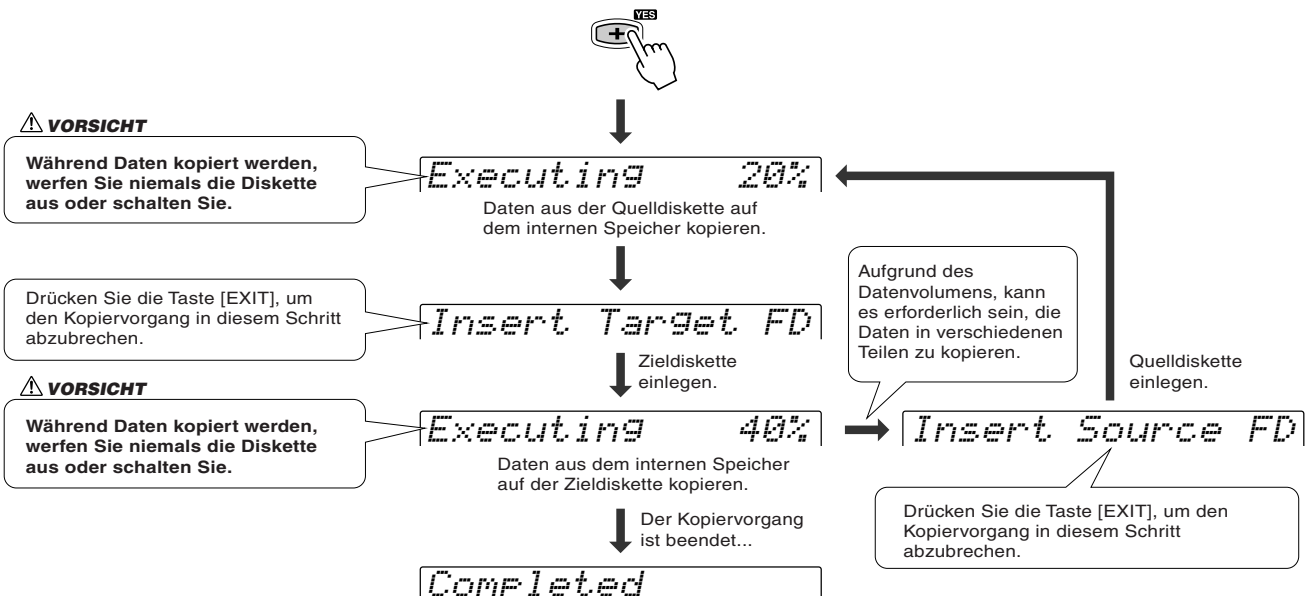 YES
+
VORSICHT
Während Daten kopiert werden,
werfen Sie niemals die Diskette
aus oder schalten Sie.
Executing 20%
Daten aus der Quelldiskette auf
dem internen Speicher kopieren.
Drücken Sie die Taste [EXIT], um
den Kopiervorgang in diesem Schritt
abzubrechen.
Insert Target FD
Aufgrund des
Datenvolumens, kann
es erforderlich sein, die
Daten in verschiedenen
Teilen zu kopieren.
Zieldiskette
einlegen.
Quelldiskette
einlegen.
VORSICHT
Während Daten kopiert werden,
werfen Sie niemals die Diskette
aus oder schalten Sie.
Executing 40%
Insert Source FD
Daten aus dem internen Speicher
auf der Zieldiskette kopieren.
Drücken Sie die Taste [EXIT], um den
Kopiervorgang in diesem Schritt
abzubrechen.
Der Kopiervorgang
ist beendet...
Completed